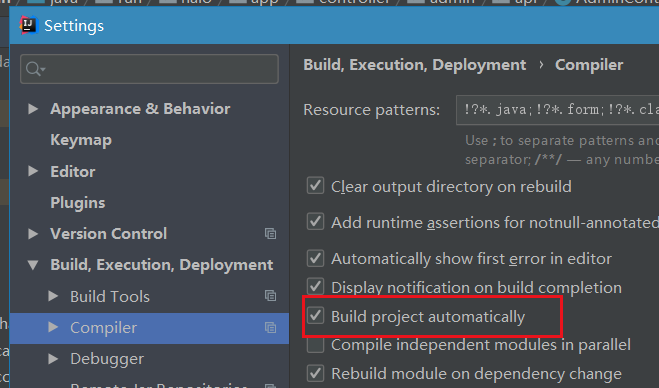 java
run
halo
app
controller
admin
api
Settings
Build, Execution, Deployment › Compiler
Appearance & Behavior
Keymap
Editor
Plugins
Version Control
Build, Execution, Deployment
Build Tools
Compiler
Debugger
Resource patterns: !?*.java;!?*.form;!?*.cla
Use ; to separate patterns and
separator; /**/ — any numbe
Clear output directory on rebuild
Add runtime assertions for notnull-annotated
Automatically show first error in editor
Display notification on build completion
Build project automatically
Compile independent modules in parallel
Rebuild module on dependency change